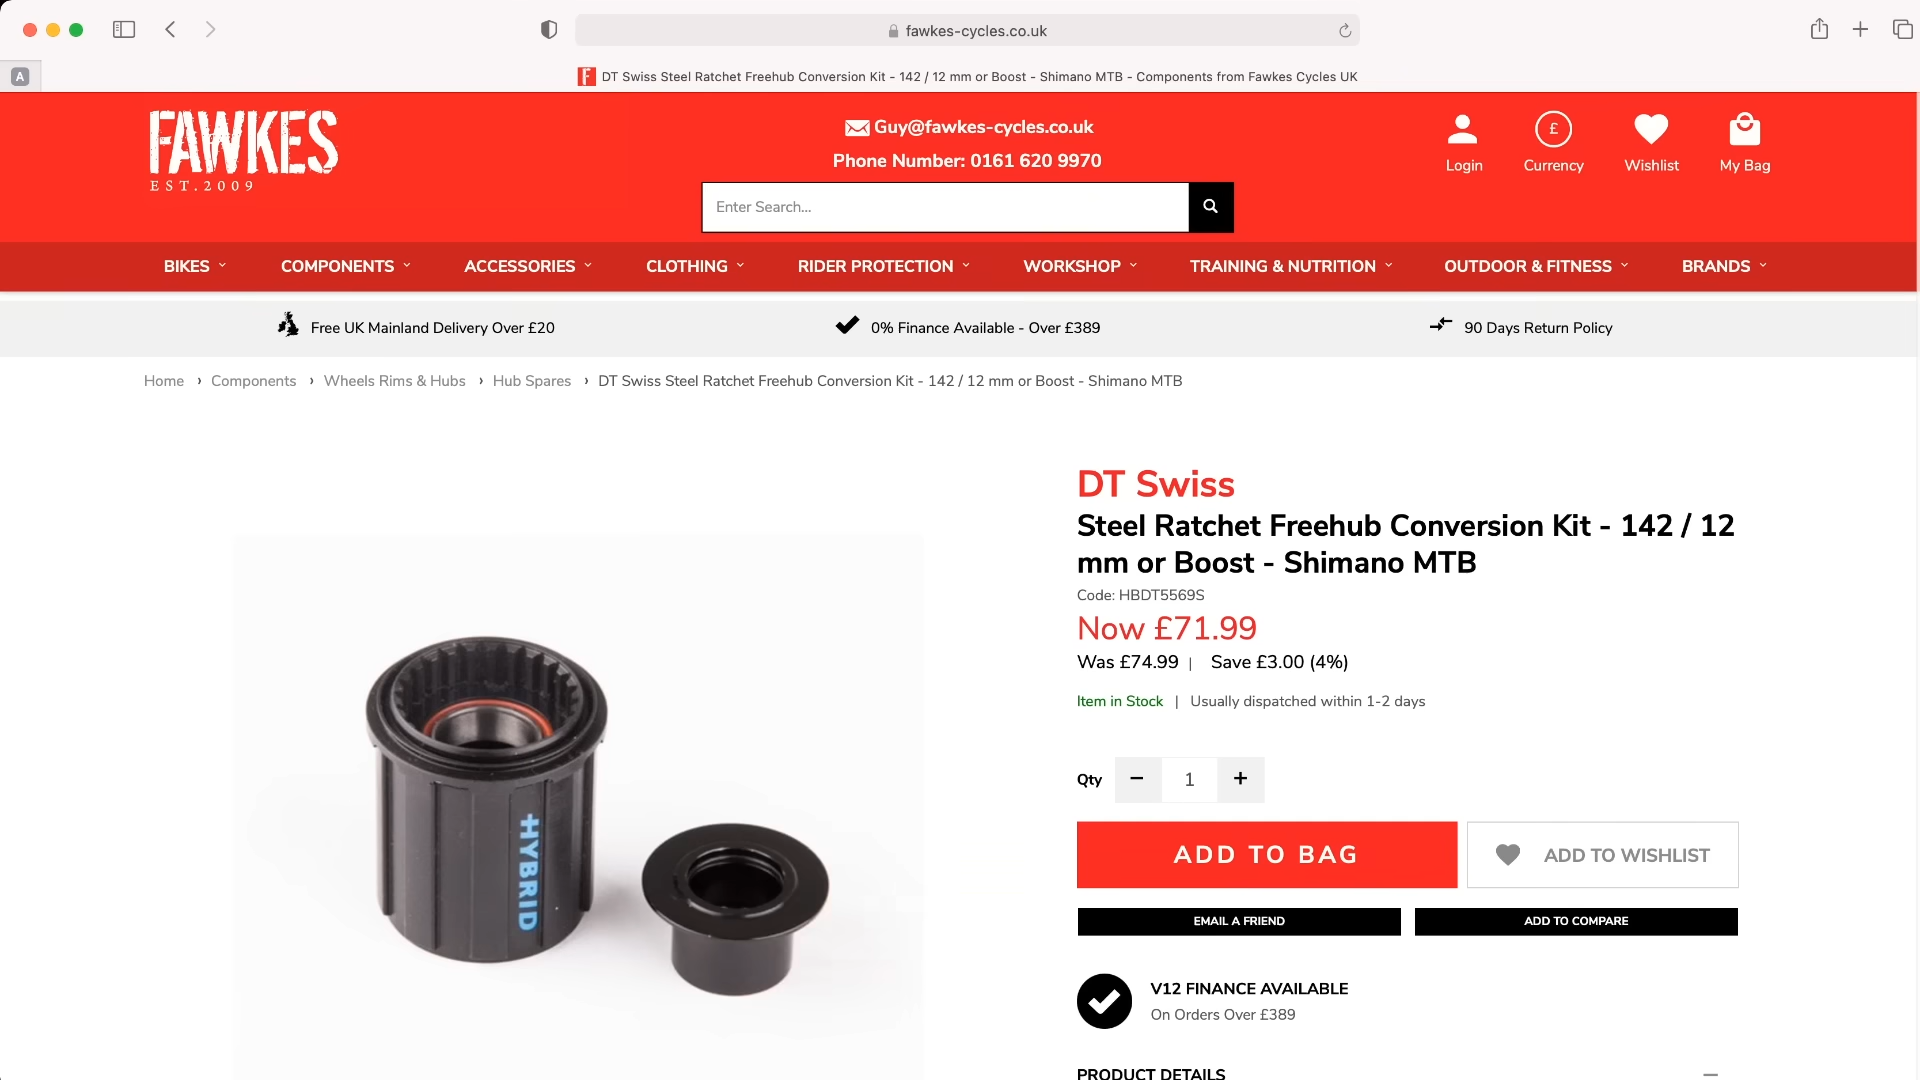 fawkes-cycles.co.uk
A
F DT Swiss Steel Ratchet Freehub Conversion Kit - 142 / 12 mm or Boost - Shimano MTB - Components from Fawkes Cycles UK
FAWKES
EST.2009
Guy@fawkes-cycles.co.uk
Phone Number: 0161 620 9970
Enter Search...
£
Login Currency Wishlist My Bag
BIKES COMPONENTS ACCESSORIES CLOTHING RIDER PROTECTION WORKSHOP TRAINING & NUTRITION OUTDOOR & FITNESS BRANDS
Free UK Mainland Delivery Over £20 0% Finance Available - Over £389 90 Days Return Policy
Home › Components › Wheels Rims & Hubs › Hub Spares › DT Swiss Steel Ratchet Freehub Conversion Kit - 142 / 12 mm or Boost - Shimano MTB
HYBRID
DT Swiss
Steel Ratchet Freehub Conversion Kit - 142 / 12
mm or Boost - Shimano MTB
Code: HBDT5569S
Now £71.99
Was £74.99 | Save £3.00 (4%)
Item in Stock | Usually dispatched within 1-2 days
Qty − 1 +
ADD TO BAG ADD TO WISHLIST
EMAIL A FRIEND ADD TO COMPARE
V12 FINANCE AVAILABLE
On Orders Over £389
PRODUCT DETAILS —